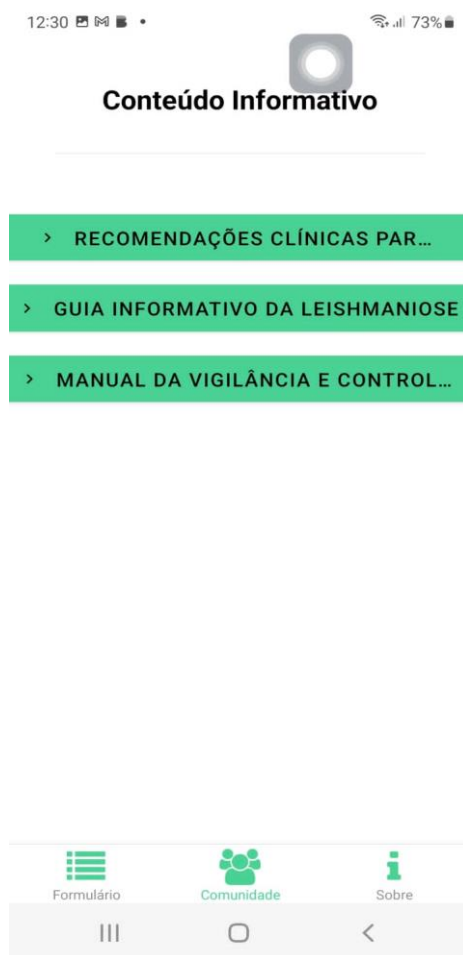 12:30 73%
Conteúdo Informativo
RECOMENDAÇÕES CLÍNICAS PAR...
GUIA INFORMATIVO DA LEISHMANIOSE
MANUAL DA VIGILÂNCIA E CONTROL...
Formulário Comunidade Sobre